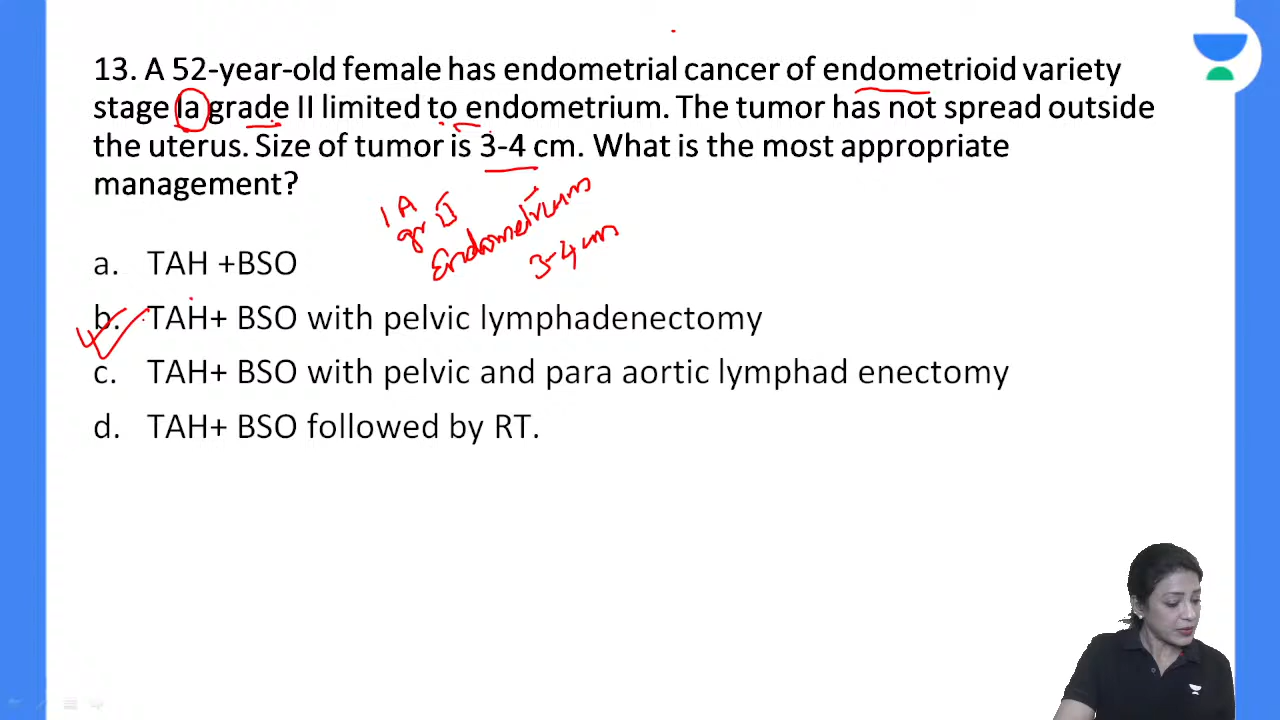 13. A 52-year-old female has endometrial cancer of endometrioid variety
stage Ia grade II limited to endometrium. The tumor has not spread outside
the uterus. Size of tumor is 3-4 cm. What is the most appropriate
management?
1A
gr II
Endometrium
3-4 cm
a. TAH +BSO
b. TAH+ BSO with pelvic lymphadenectomy
c. TAH+ BSO with pelvic and para aortic lymphad enectomy
d. TAH+ BSO followed by RT.